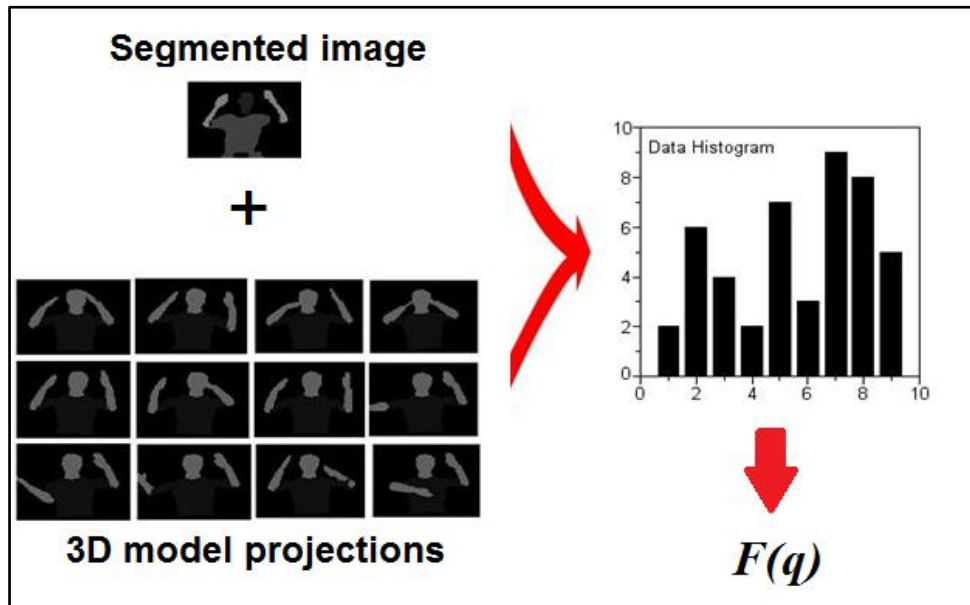 Segmented image
+
3D model projections
Data Histogram
10
8
6
4
2
0
0 2 4 6 8 10
F(q)